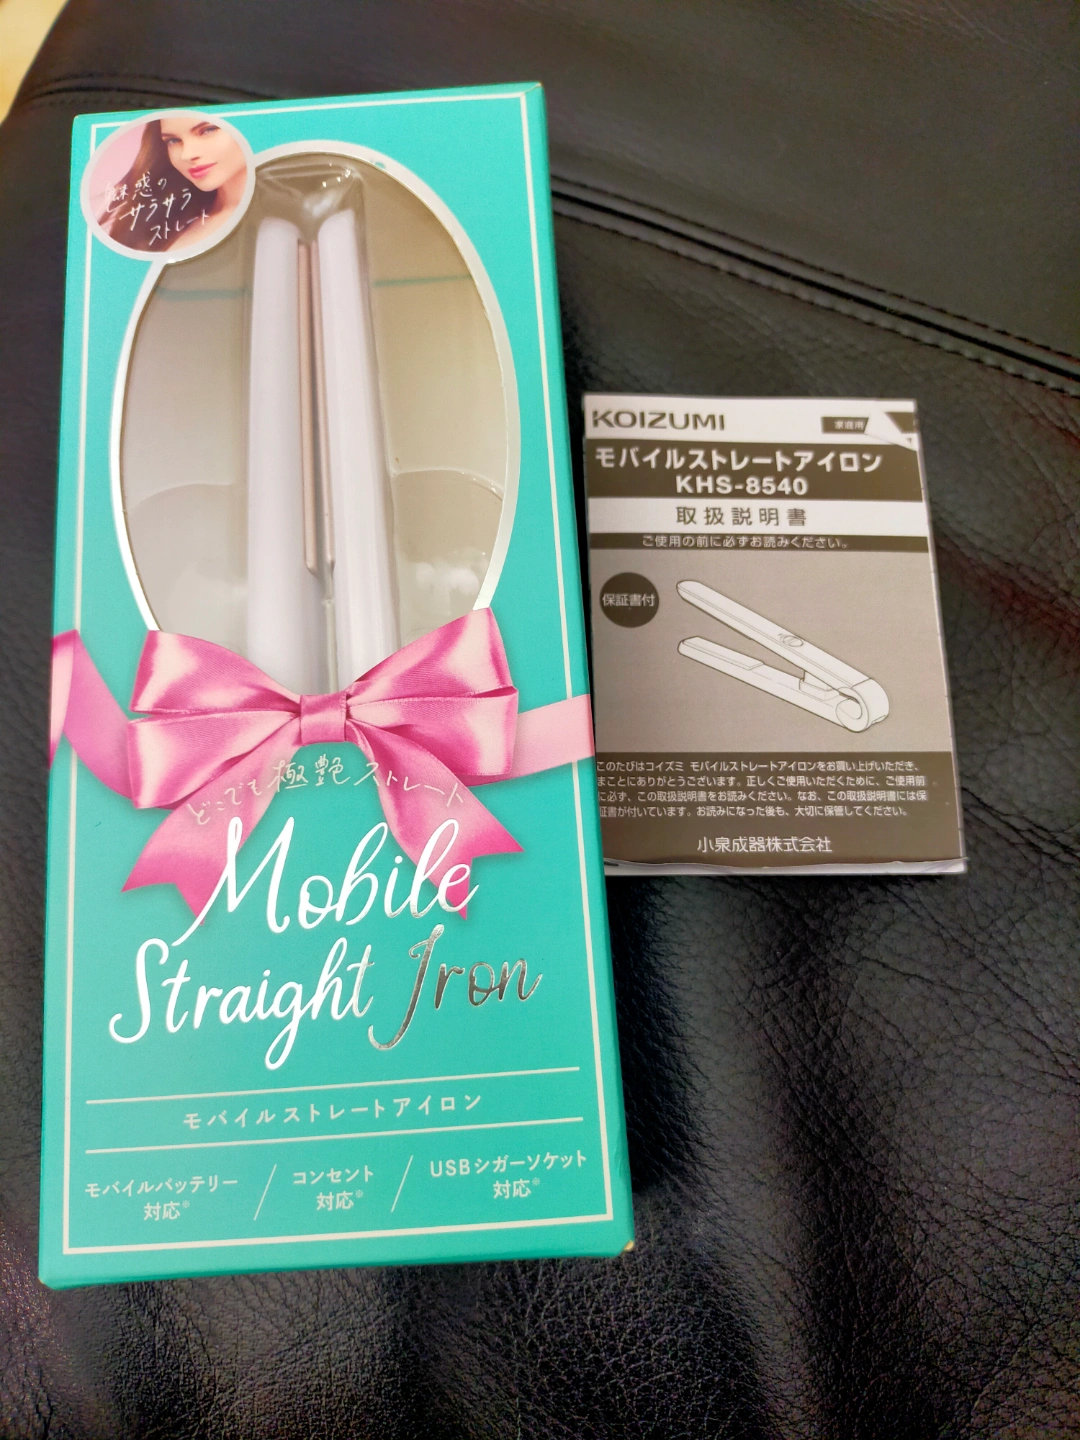 魅惑の
サラサラ
ストレート
どこでも極艶ストレート
Mobile
Straight Iron
モバイルストレートアイロン
モバイルバッテリー
対応※
コンセント
対応※
USBシガーソケット
対応※
KOIZUMI
家庭用
モバイルストレートアイロン
KHS-8540
取扱説明書
ご使用の前に必ずお読みください。
保証書付
このたびはコイズミ モバイルストレートアイロンをお買い上げいただき、
まことにありがとうございます。正しくご使用いただくために、ご使用前
に必ず、この取扱説明書をお読みください。なお、この取扱説明書には保
証書が付いています。お読みになった後も、大切に保管してください。
小泉成器株式会社